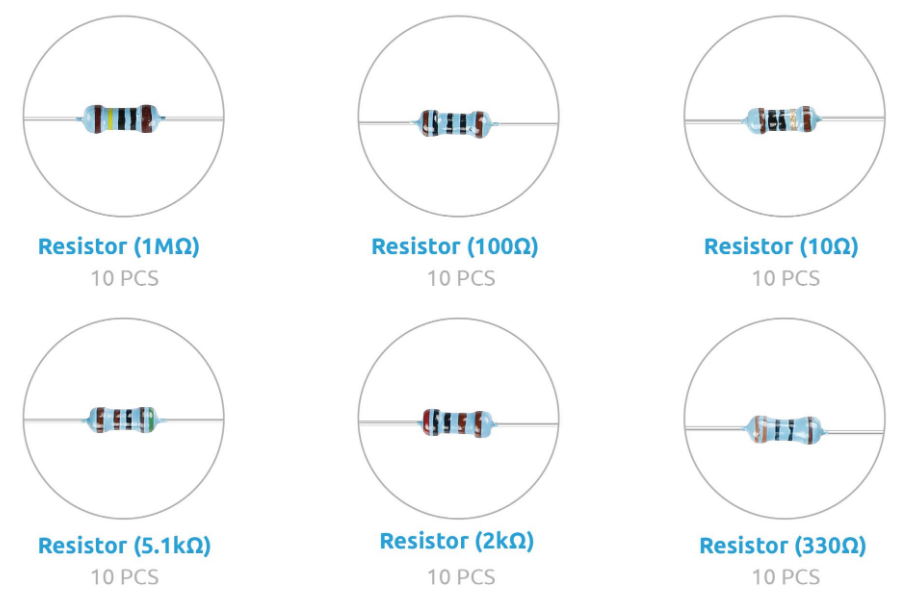 Resistor (1MΩ)
10 PCS
Resistor (100Ω)
10 PCS
Resistor (10Ω)
10 PCS
Resistor (5.1kΩ)
10 PCS
Resistor (2kΩ)
10 PCS
Resistor (330Ω)
10 PCS